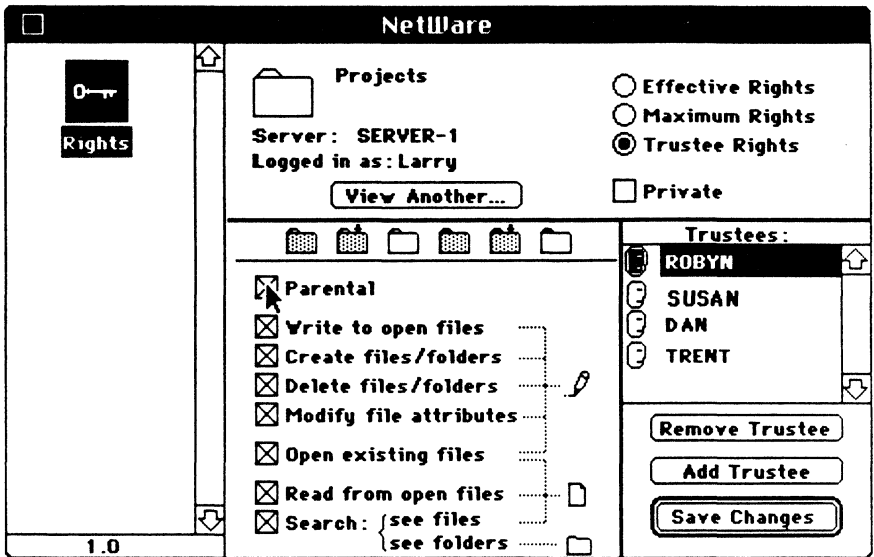 NetWare
Rights
1.0
Projects
Server: SERVER-1
Logged in as: Larry
View Another...
Effective Rights
Maximum Rights
Trustee Rights
Private
Parental
Write to open files
Create files/folders
Delete files/folders
Modify file attributes
Open existing files
Read from open files
Search: see files
see folders
Trustees:
ROBYN
SUSAN
DAN
TRENT
Remove Trustee
Add Trustee
Save Changes